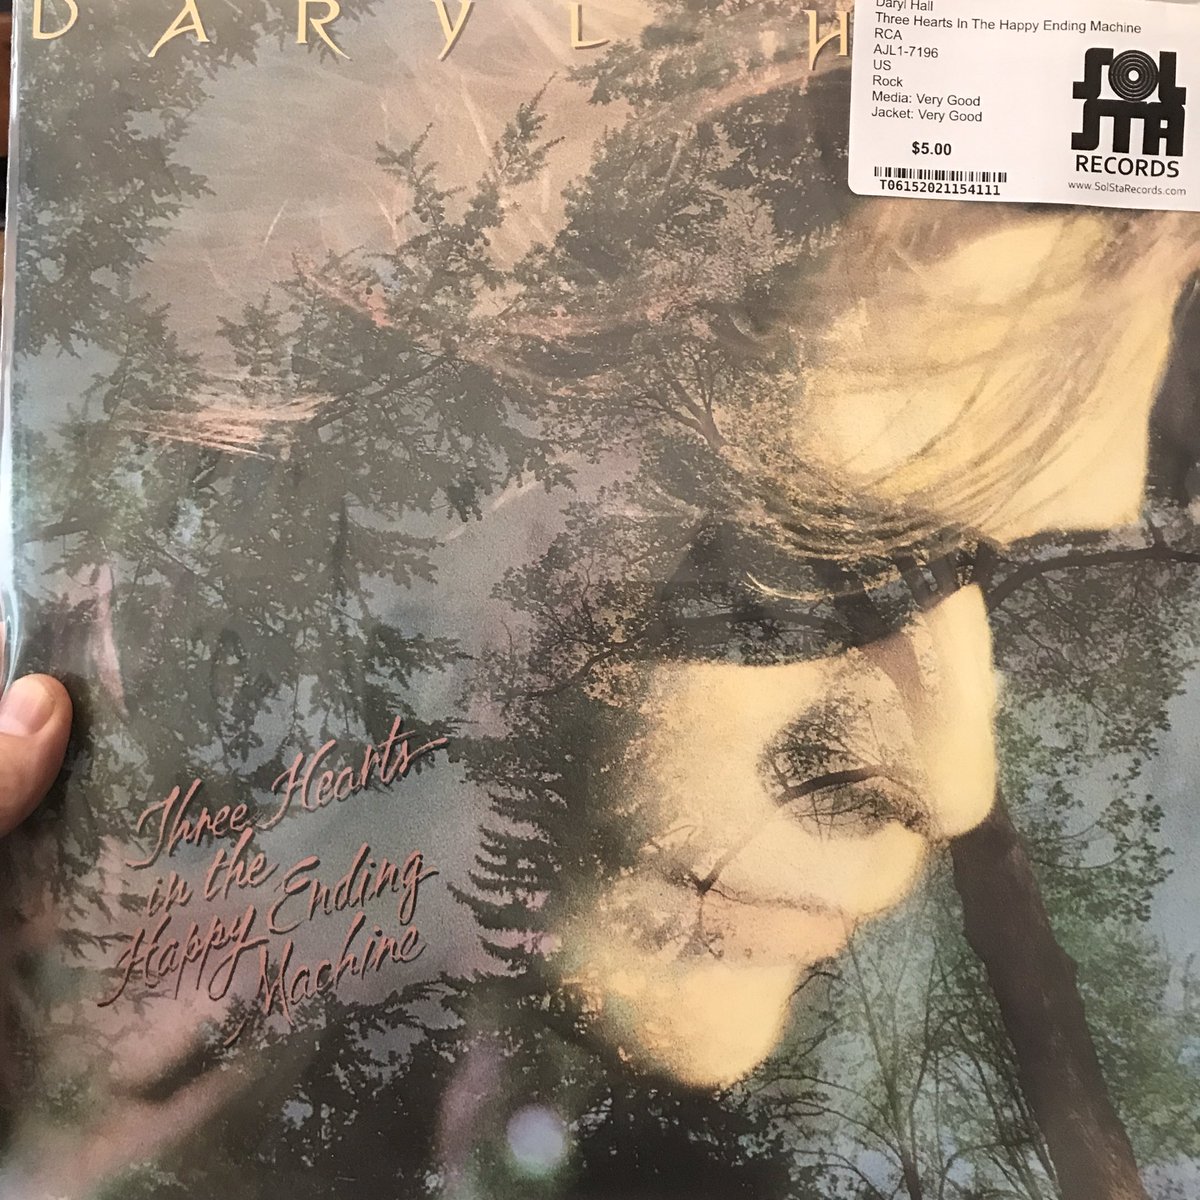 DARYL H
Daryl Hall
Three Hearts In The Happy Ending Machine
RCA
AJL1-7196
US
Rock
Media: Very Good
Jacket: Very Good
$5.00
T06152021154111
SOL
STA
RECORDS
www.SolStaRecords.com
Three Hearts
in the
Happy Ending
Machine